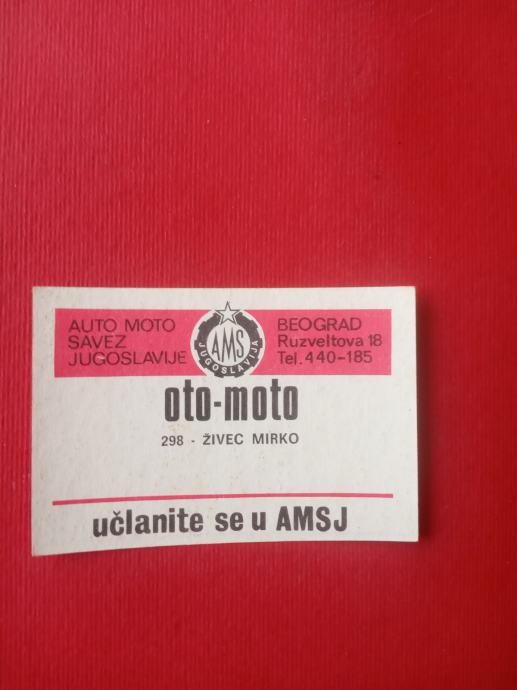 AUTO MOTO
SAVEZ
JUGOSLAVIJE
AMS
JUGOSLAVIJA
BEOGRAD
Ruzveltova 18
Tel. 440-185
oto-moto
298 - ŽIVEC MIRKO
učlanite se u AMSJ